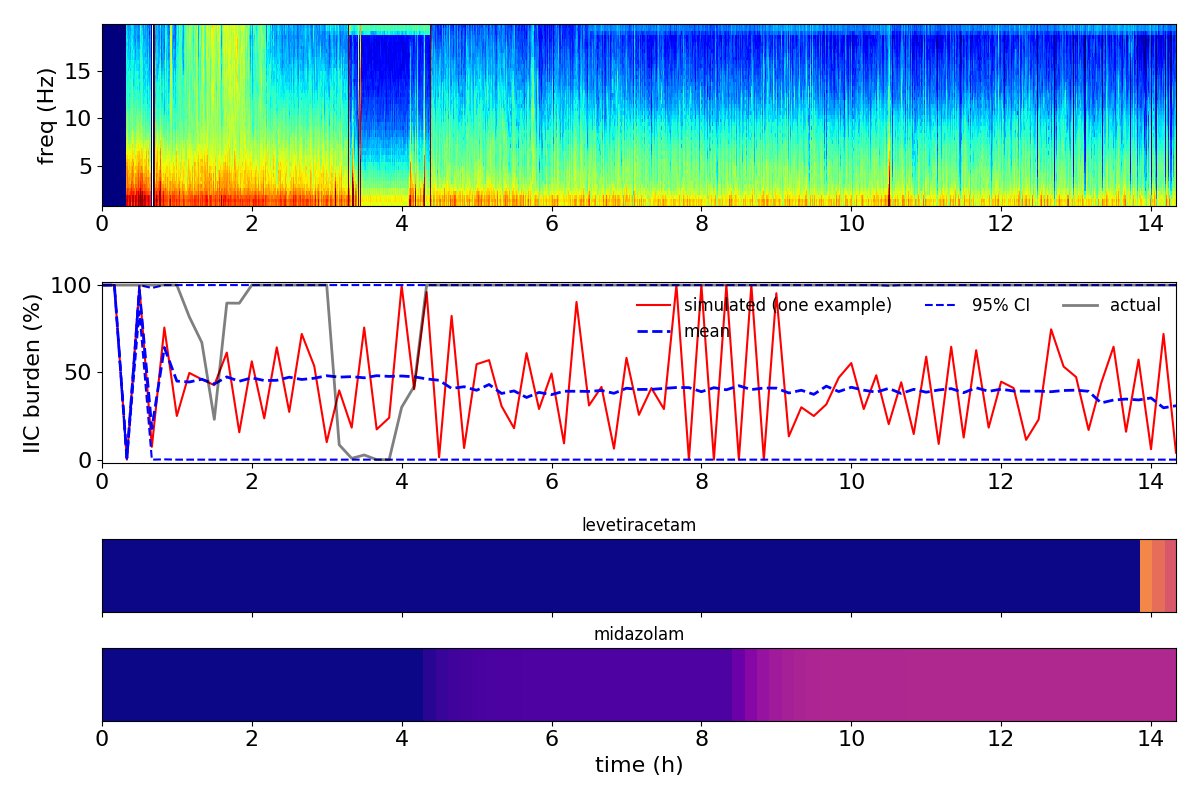 freq (Hz)
15
10
5
0 2 4 6 8 10 12 14
IIC burden (%)
100
50
0
simulated (one example)
mean
95% CI
actual
0 2 4 6 8 10 12 14
levetiracetam
midazolam
0 2 4 6 8 10 12 14
time (h)